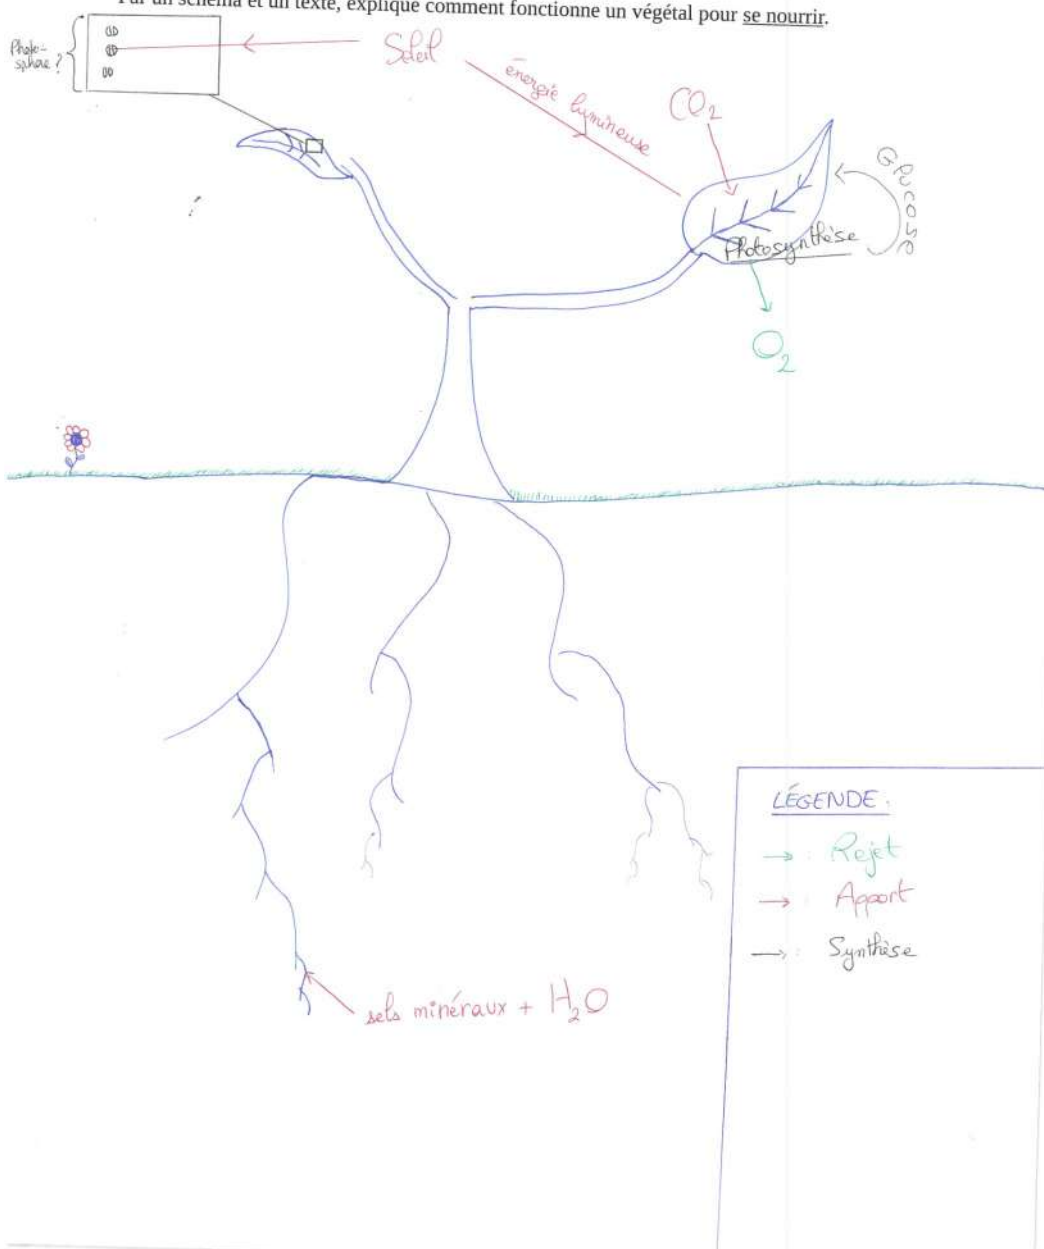 Par un schéma et un texte, explique comment fonctionne un végétal pour se nourrir.
Photo-
sphère ?
Soleil
énergie lumineuse
CO2
Glucose
Photosynthèse
O2
sels minéraux + H2O
LÉGENDE :
→ : Rejet
→ : Apport
→ : Synthèse